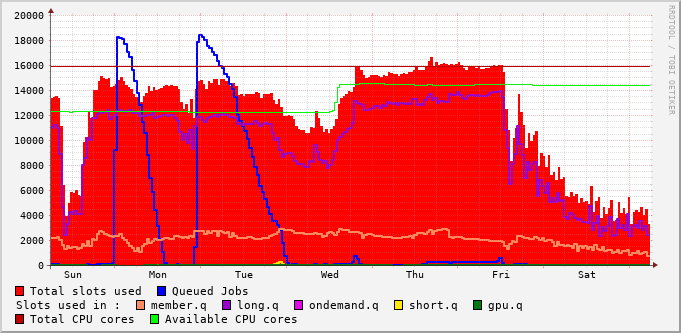 RRDTOOL / TOBI OETIKER
20000
18000
16000
14000
12000
10000
8000
6000
4000
2000
0
Sun Mon Tue Wed Thu Fri Sat
Total slots used Queued Jobs
Slots used in : member.q long.q ondemand.q short.q gpu.q
Total CPU cores Available CPU cores